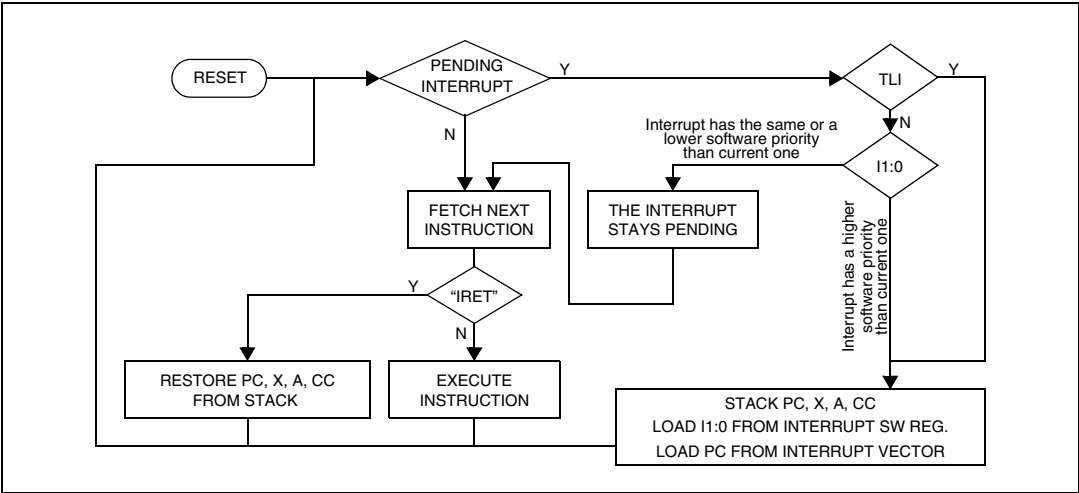 RESET
PENDING
INTERRUPT
Y
N
TLI
Y
N
Interrupt has the same or a
lower software priority
than current one
I1:0
FETCH NEXT
INSTRUCTION
THE INTERRUPT
STAYS PENDING
Interrupt has a higher
software priority
than current one
“IRET”
Y
N
RESTORE PC, X, A, CC
FROM STACK
EXECUTE
INSTRUCTION
STACK PC, X, A, CC
LOAD I1:0 FROM INTERRUPT SW REG.
LOAD PC FROM INTERRUPT VECTOR